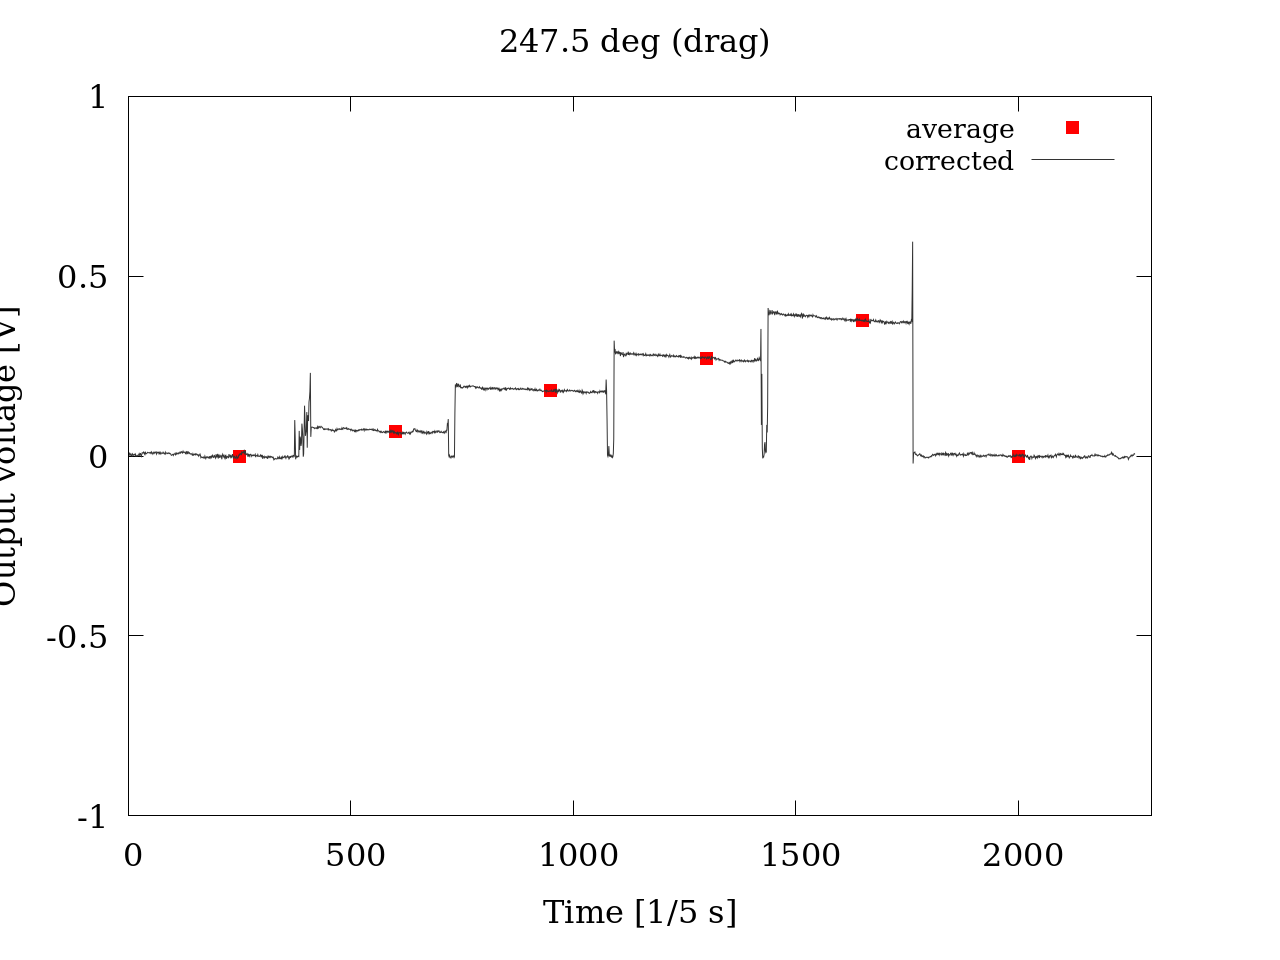 247.5 deg (drag)
1
0.5
0
-0.5
-1
Output voltage [V]
average
corrected
0 500 1000 1500 2000
Time [1/5 s]